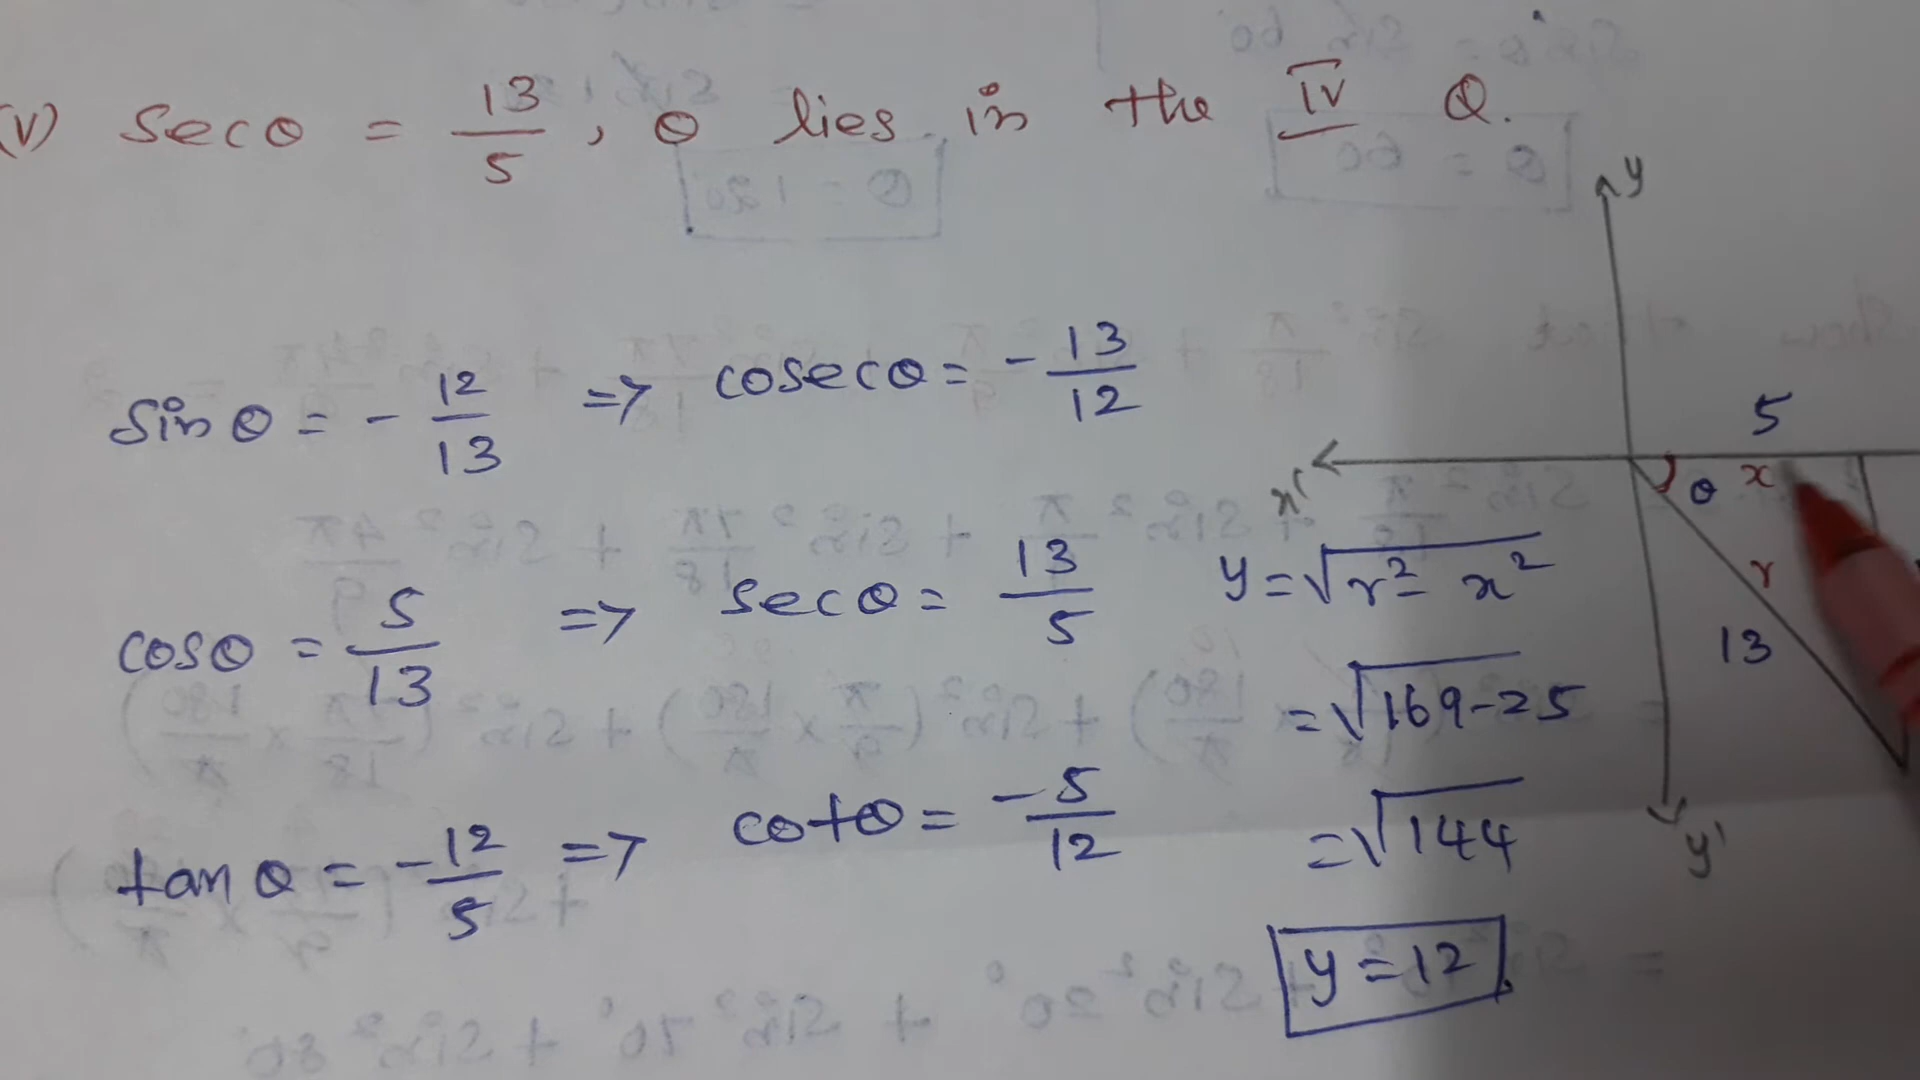 (v) secθ = 13/5, θ lies in the IV Q.
sinθ = - 12/13 => cosecθ = - 13/12
cosθ = 5/13 => secθ = 13/5
tanθ = -12/5 => cotθ = -5/12
y
x'
5
θ x
r
13
y'
y = √r² - x²
= √169-25
= √144
y = 12